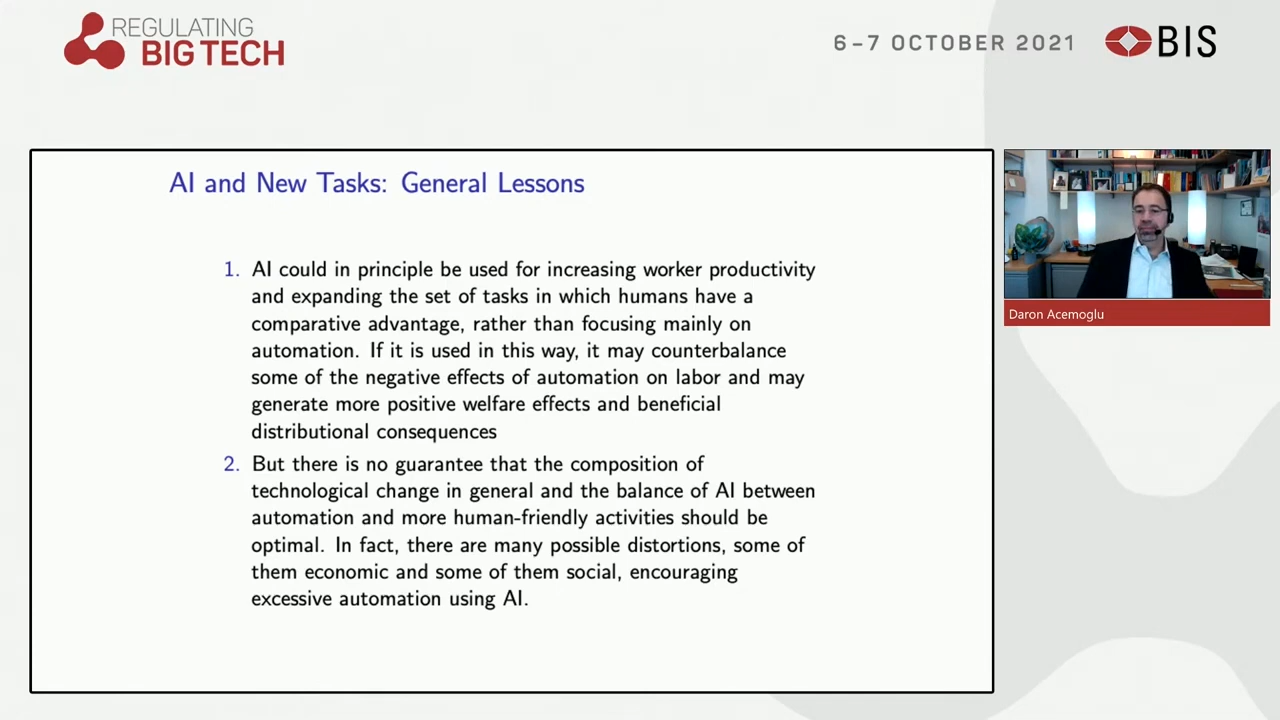 REGULATING
BIG TECH
6–7 OCTOBER 2021
BIS
AI and New Tasks: General Lessons
1. AI could in principle be used for increasing worker productivity
and expanding the set of tasks in which humans have a
comparative advantage, rather than focusing mainly on
automation. If it is used in this way, it may counterbalance
some of the negative effects of automation on labor and may
generate more positive welfare effects and beneficial
distributional consequences
2. But there is no guarantee that the composition of
technological change in general and the balance of AI between
automation and more human-friendly activities should be
optimal. In fact, there are many possible distortions, some of
them economic and some of them social, encouraging
excessive automation using AI.
Daron Acemoglu